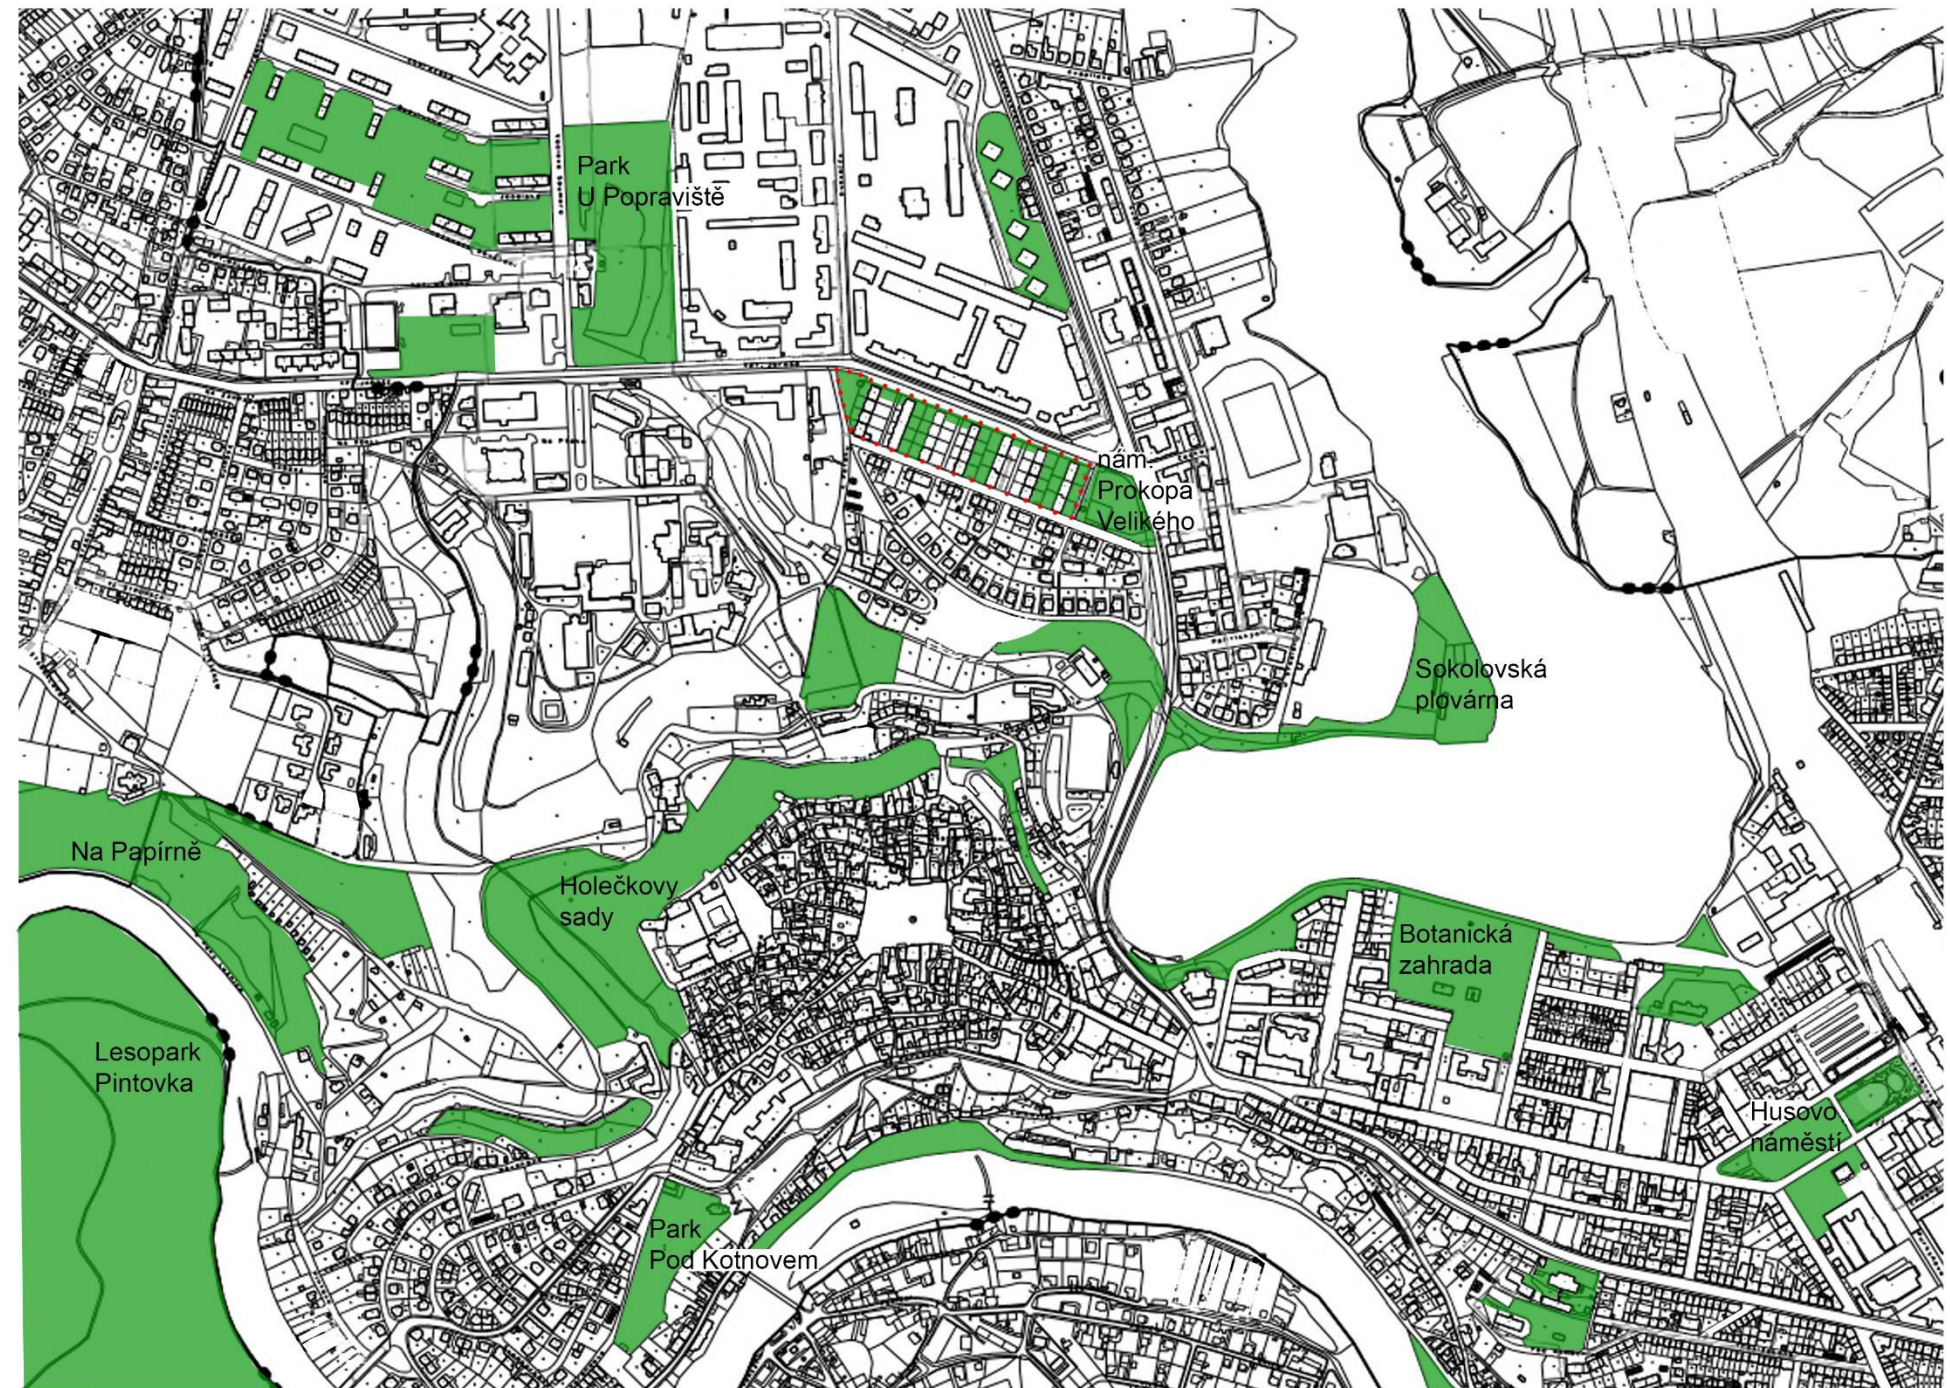 Park
U Popraviště
nám.
Prokopa
Velikého
Sokolovská
plovárna
Na Papírně
Holečkovy
sady
Botanická
zahrada
Lesopark
Pintovka
Husovo
náměstí
Park
Pod Kotnovem